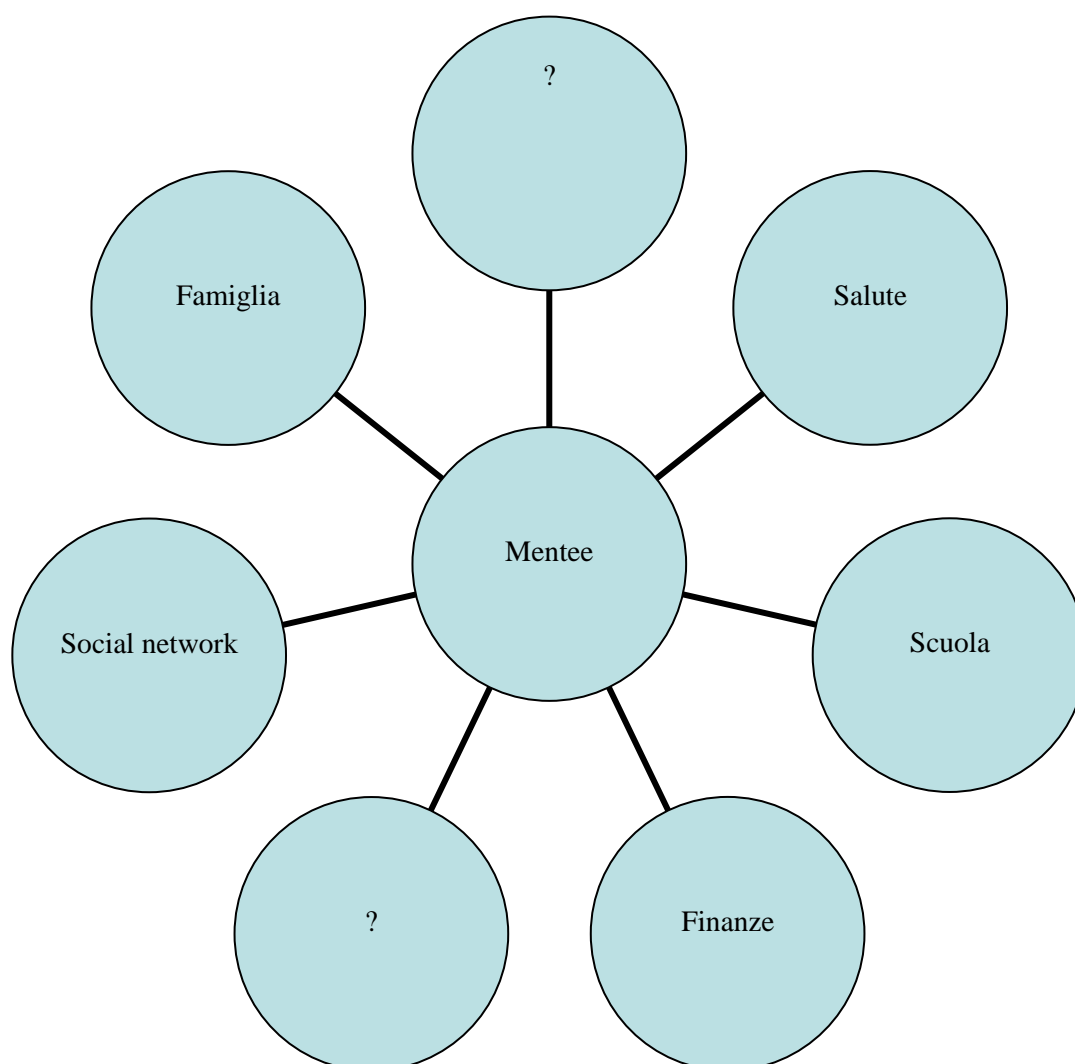 ?
Famiglia
Salute
Mentee
Social network
Scuola
?
Finanze